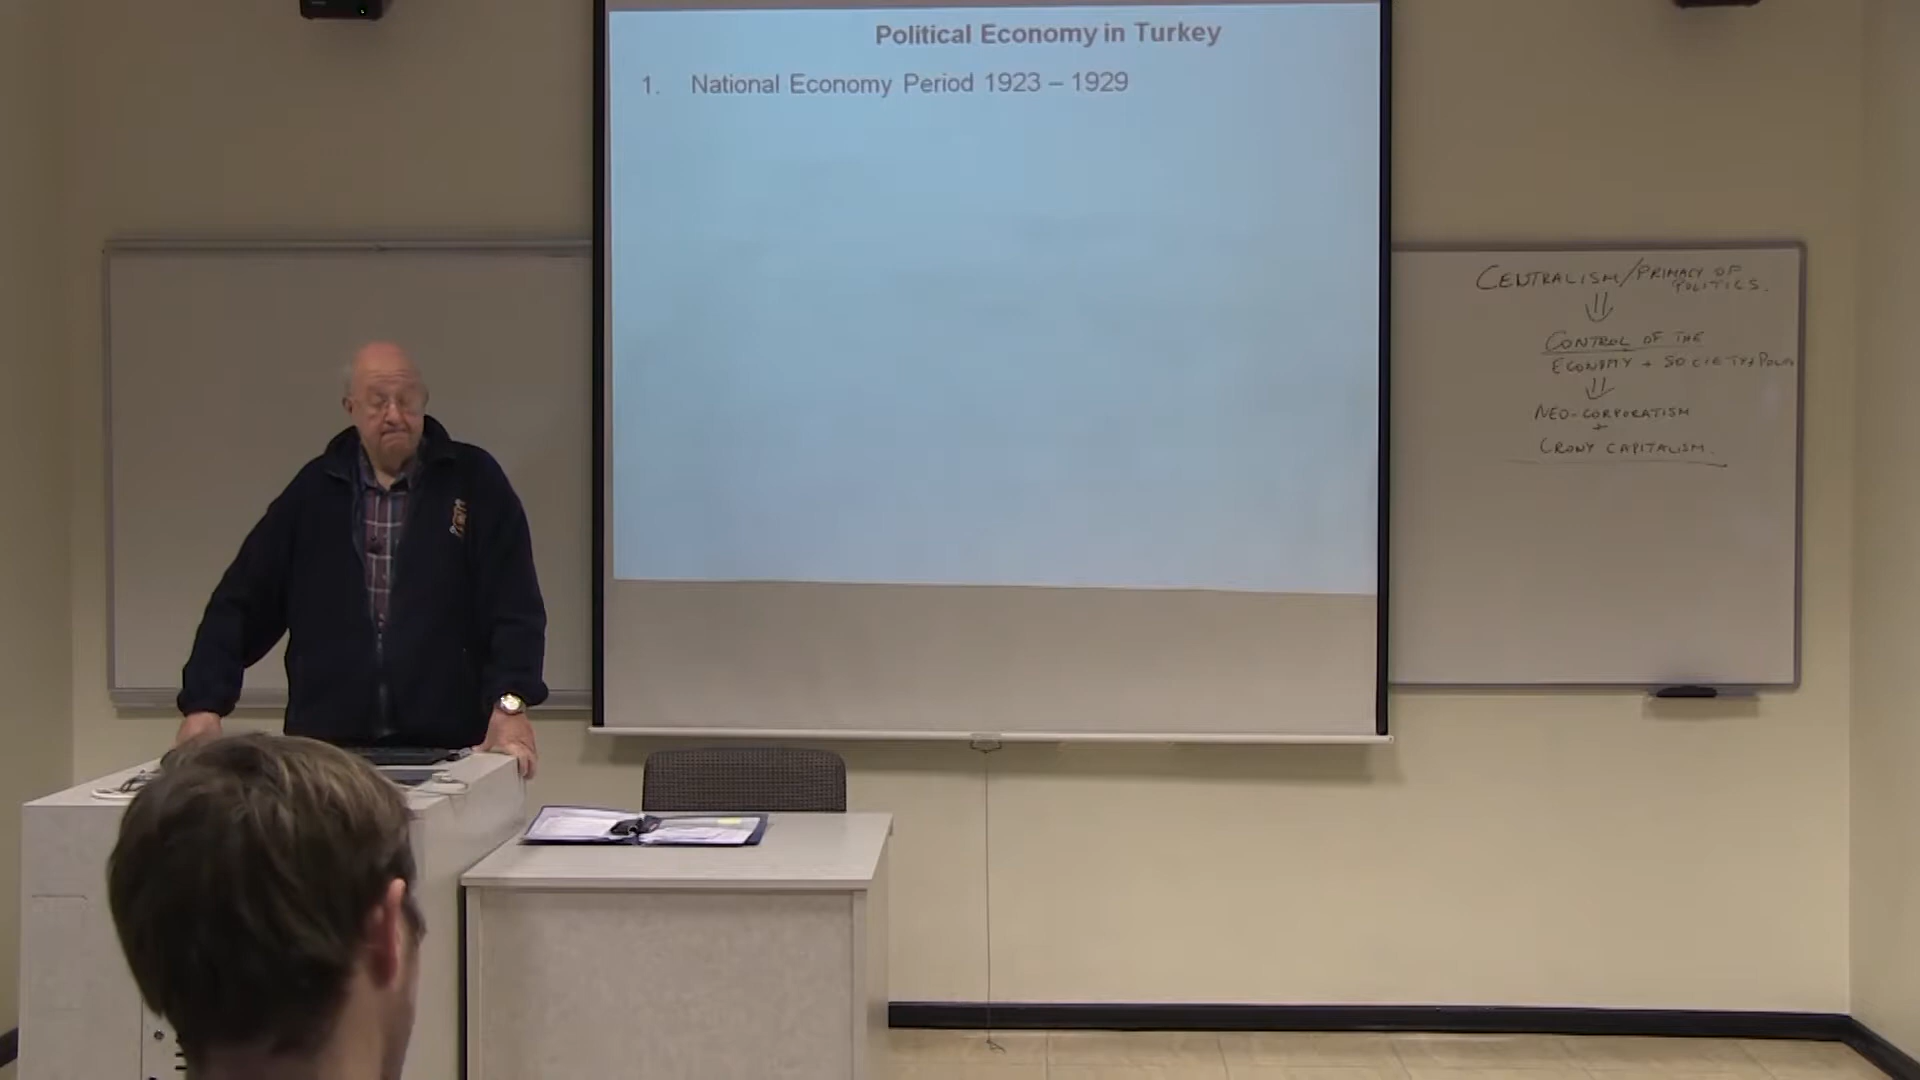 Political Economy in Turkey
1. National Economy Period 1923 – 1929
CENTRALISM/PRIMACY OF
POLITICS.
CONTROL OF THE
ECONOMY + SOCIETY +
NEO-CORPORATISM
+
CRONY CAPITALISM.